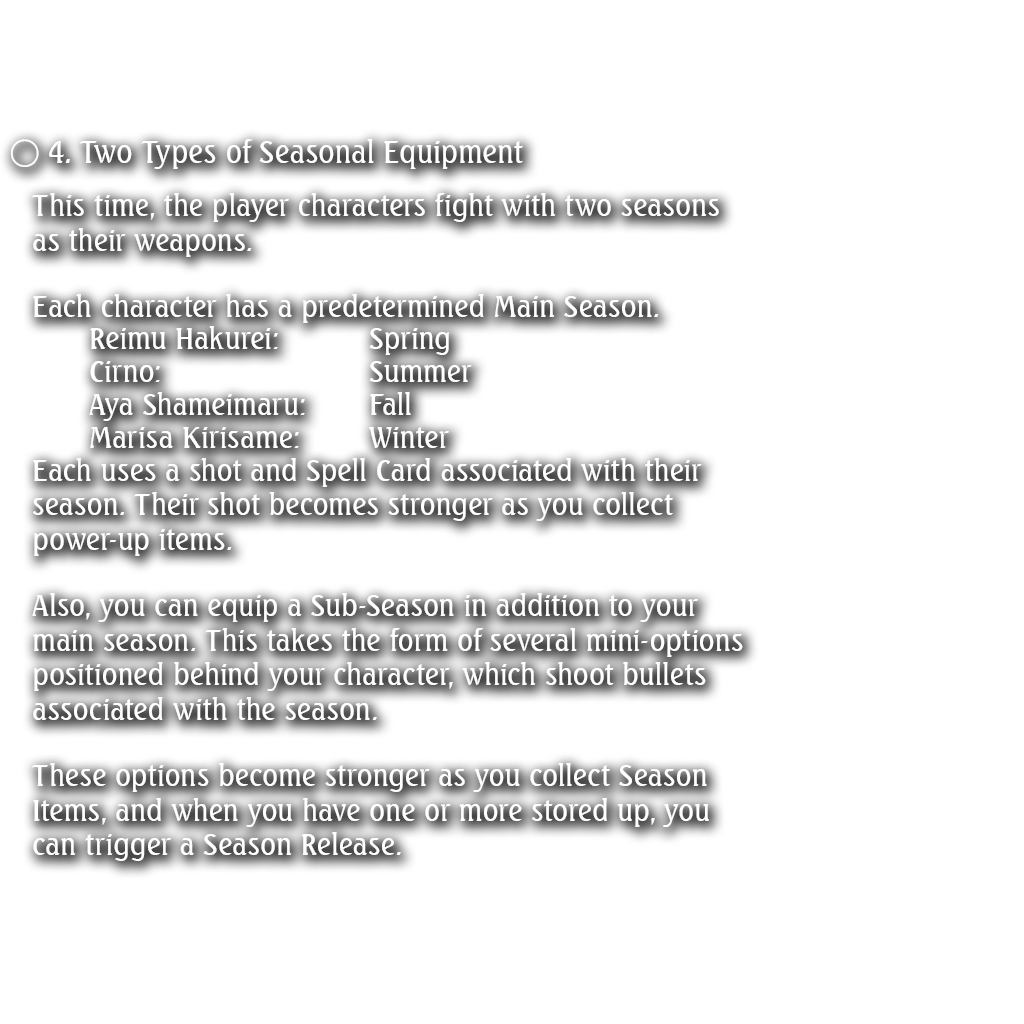 4. Two Types of Seasonal Equipment
This time, the player characters fight with two seasons
as their weapons.
Each character has a predetermined Main Season.
Reimu Hakurei: Spring
Cirno: Summer
Aya Shameimaru: Fall
Marisa Kirisame: Winter
Each uses a shot and Spell Card associated with their
season. Their shot becomes stronger as you collect
power-up items.
Also, you can equip a Sub-Season in addition to your
main season. This takes the form of several mini-options
positioned behind your character, which shoot bullets
associated with the season.
These options become stronger as you collect Season
Items, and when you have one or more stored up, you
can trigger a Season Release.